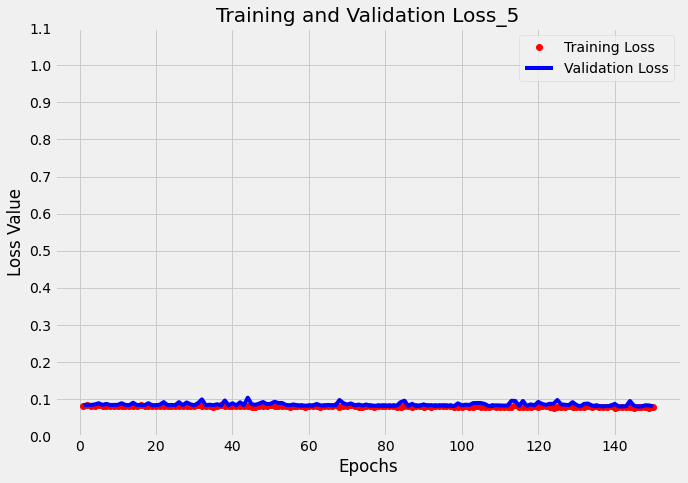 Training and Validation Loss_5
Training Loss
Validation Loss
1.1
1.0
0.9
0.8
0.7
0.6
0.5
0.4
0.3
0.2
0.1
0.0
Loss Value
0 20 40 60 80 100 120 140
Epochs